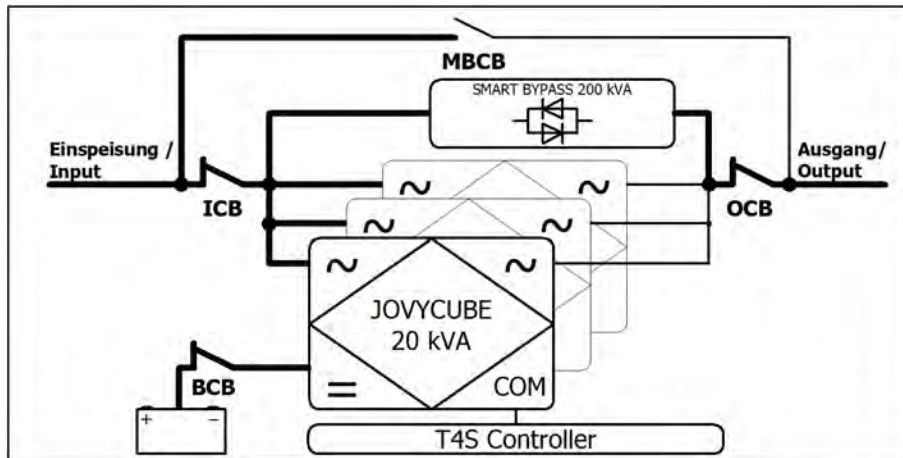 MBCB
SMART BYPASS 200 kVA
Einspeisung /
Input
Ausgang/
Output
ICB
OCB
JOVYCUBE
20 kVA
BCB
COM
+ −
T4S Controller